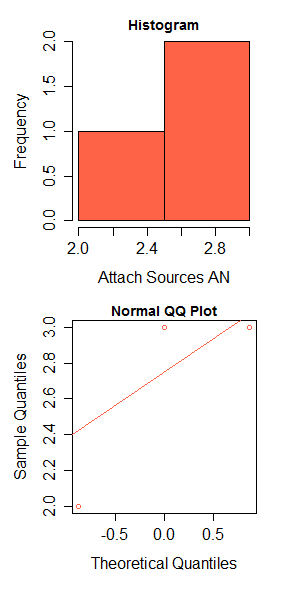 Histogram
2.0
1.5
1.0
0.5
0.0
Frequency
2.0 2.4 2.8
Attach Sources AN
Normal QQ Plot
3.0
2.8
2.6
2.4
2.2
2.0
Sample Quantiles
-0.5 0.0 0.5
Theoretical Quantiles